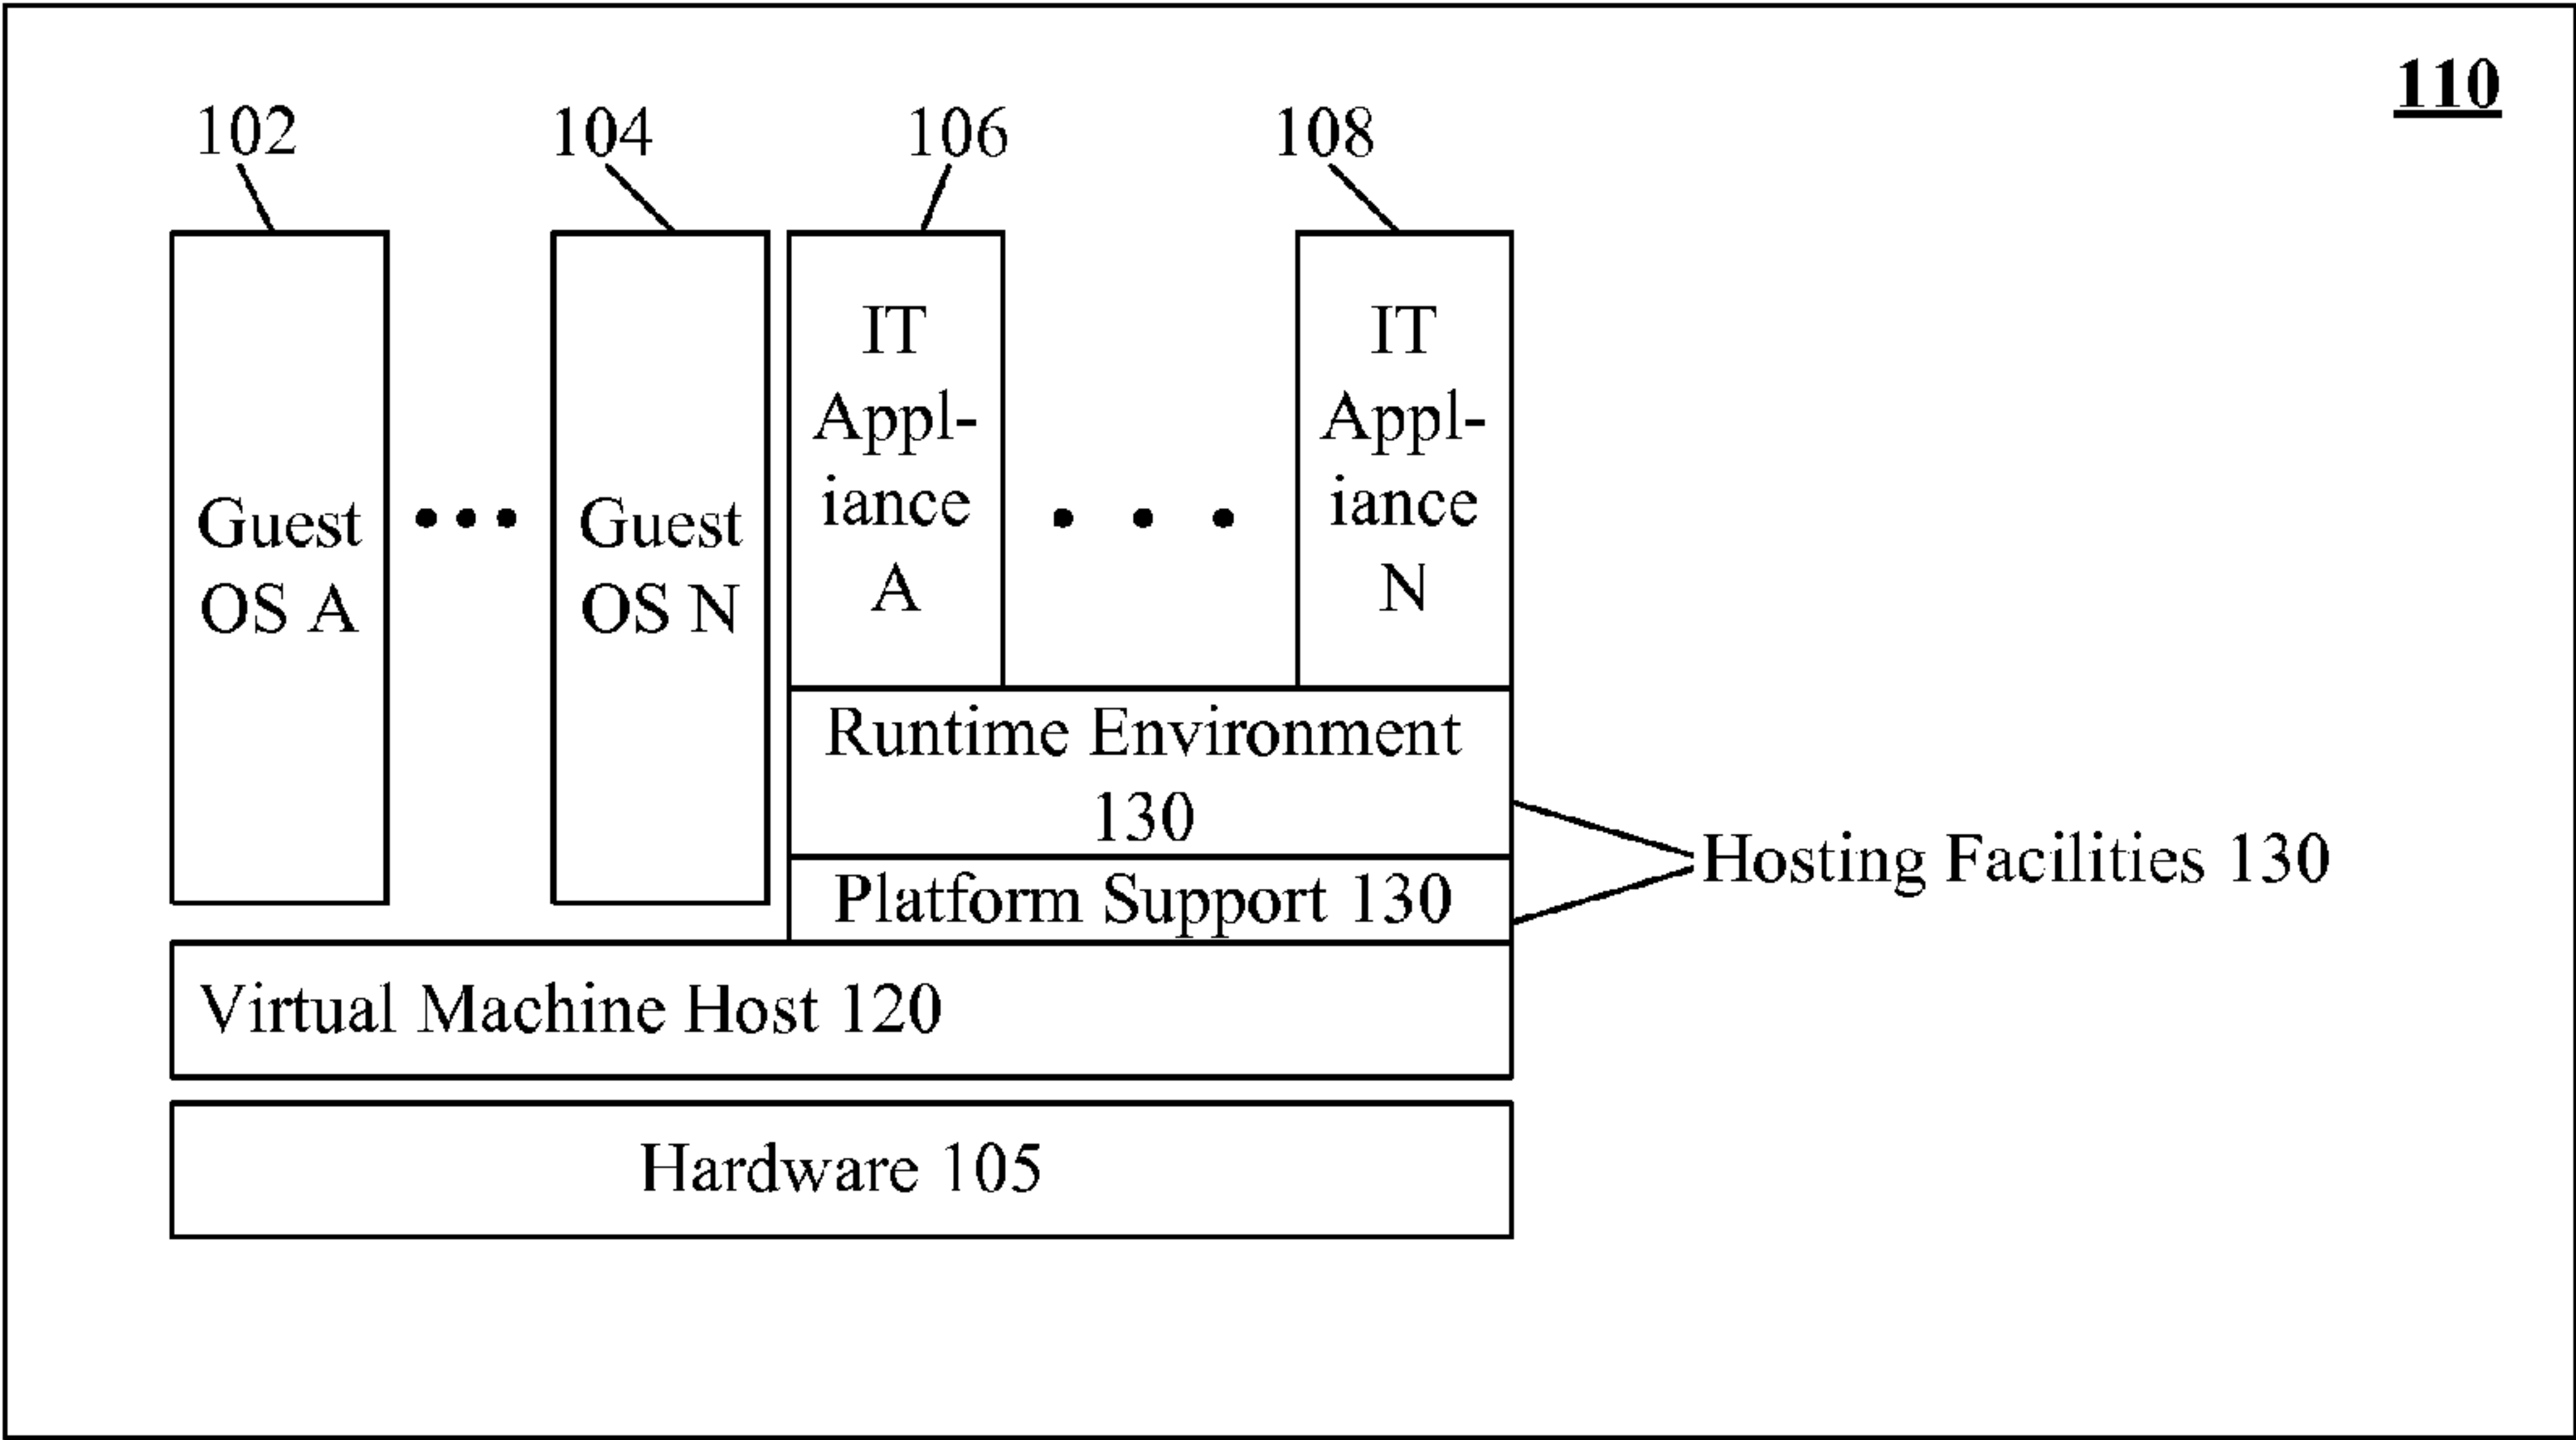 110
102
104
106
108
Guest
OS A
Guest
OS N
IT
Appl-
iance
A
IT
Appl-
iance
N
Runtime Environment
130
Platform Support 130
Hosting Facilities 130
Virtual Machine Host 120
Hardware 105